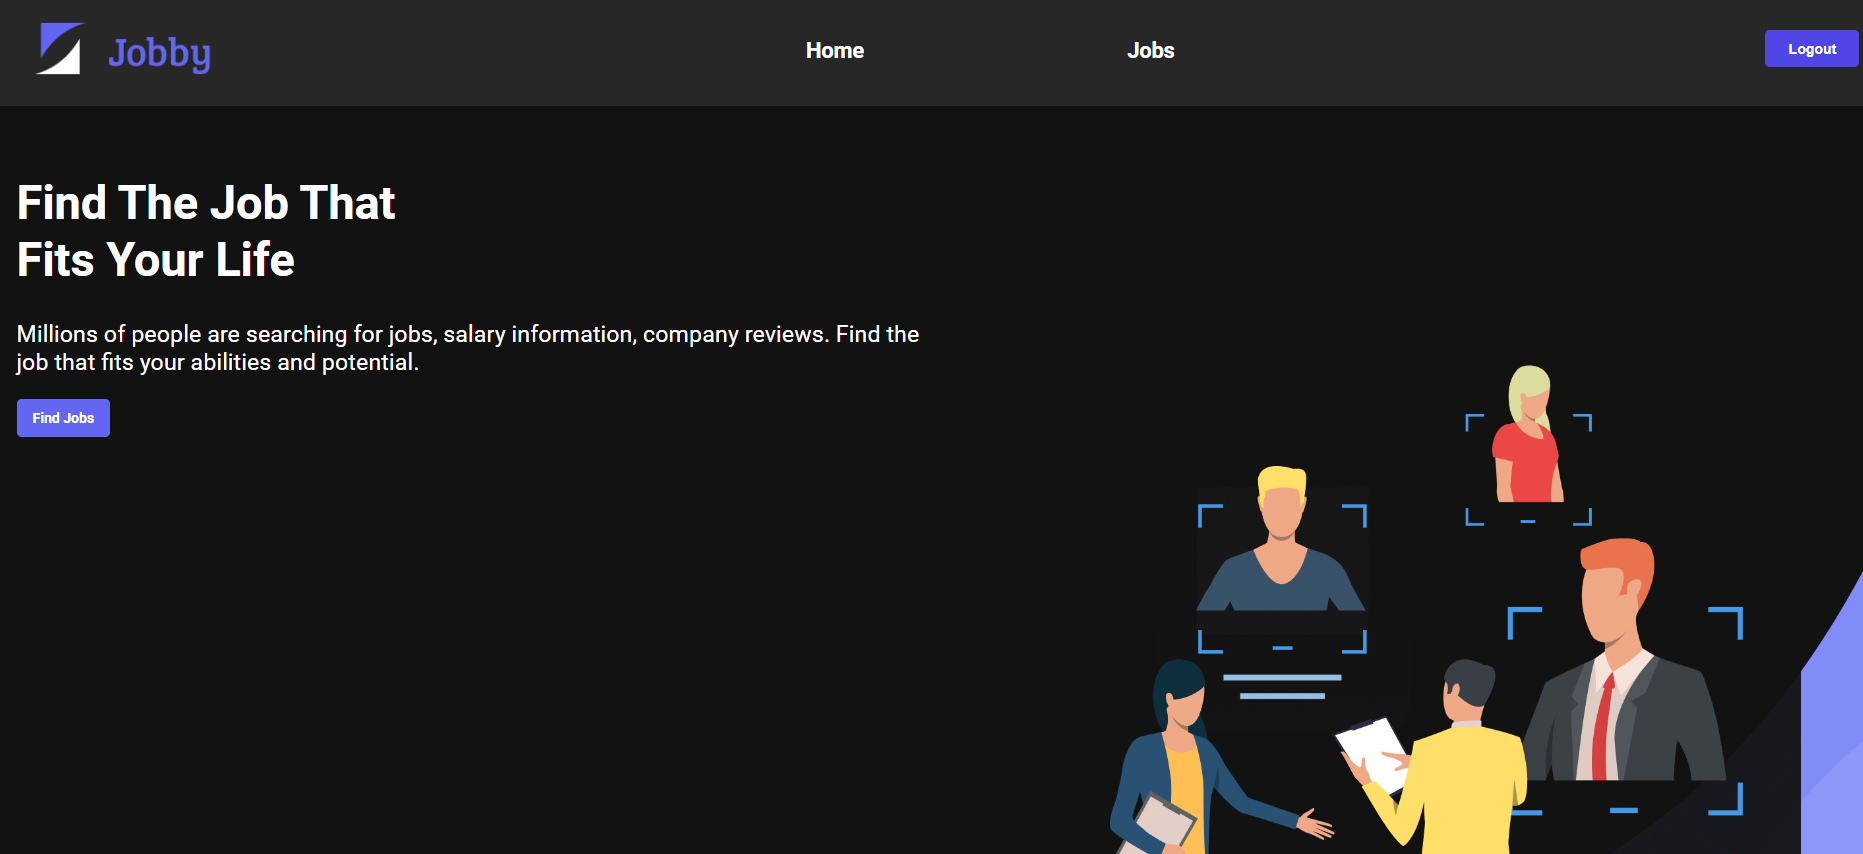 Jobby
Home
Jobs
Logout
Find The Job That
Fits Your Life
Millions of people are searching for jobs, salary information, company reviews. Find the
job that fits your abilities and potential.
Find Jobs